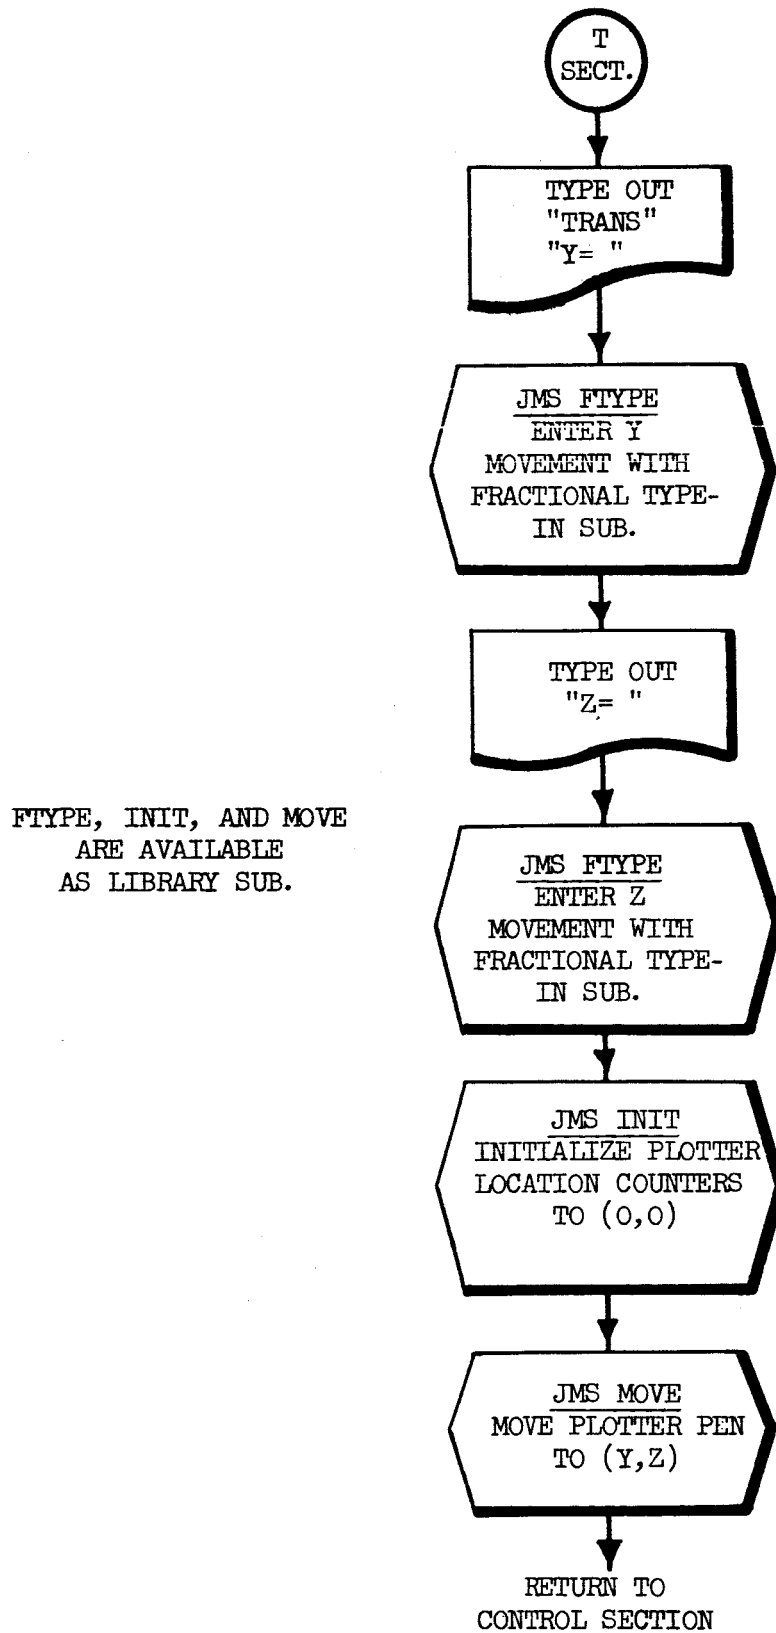 T
SECT.
TYPE OUT
"TRANS"
"Y= "
JMS FTYPE
ENTER Y
MOVEMENT WITH
FRACTIONAL TYPE-
IN SUB.
TYPE OUT
"Z= "
FTYPE, INIT, AND MOVE
ARE AVAILABLE
AS LIBRARY SUB.
JMS FTYPE
ENTER Z
MOVEMENT WITH
FRACTIONAL TYPE-
IN SUB.
JMS INIT
INITIALIZE PLOTTER
LOCATION COUNTERS
TO (0,0)
JMS MOVE
MOVE PLOTTER PEN
TO (Y,Z)
RETURN TO
CONTROL SECTION